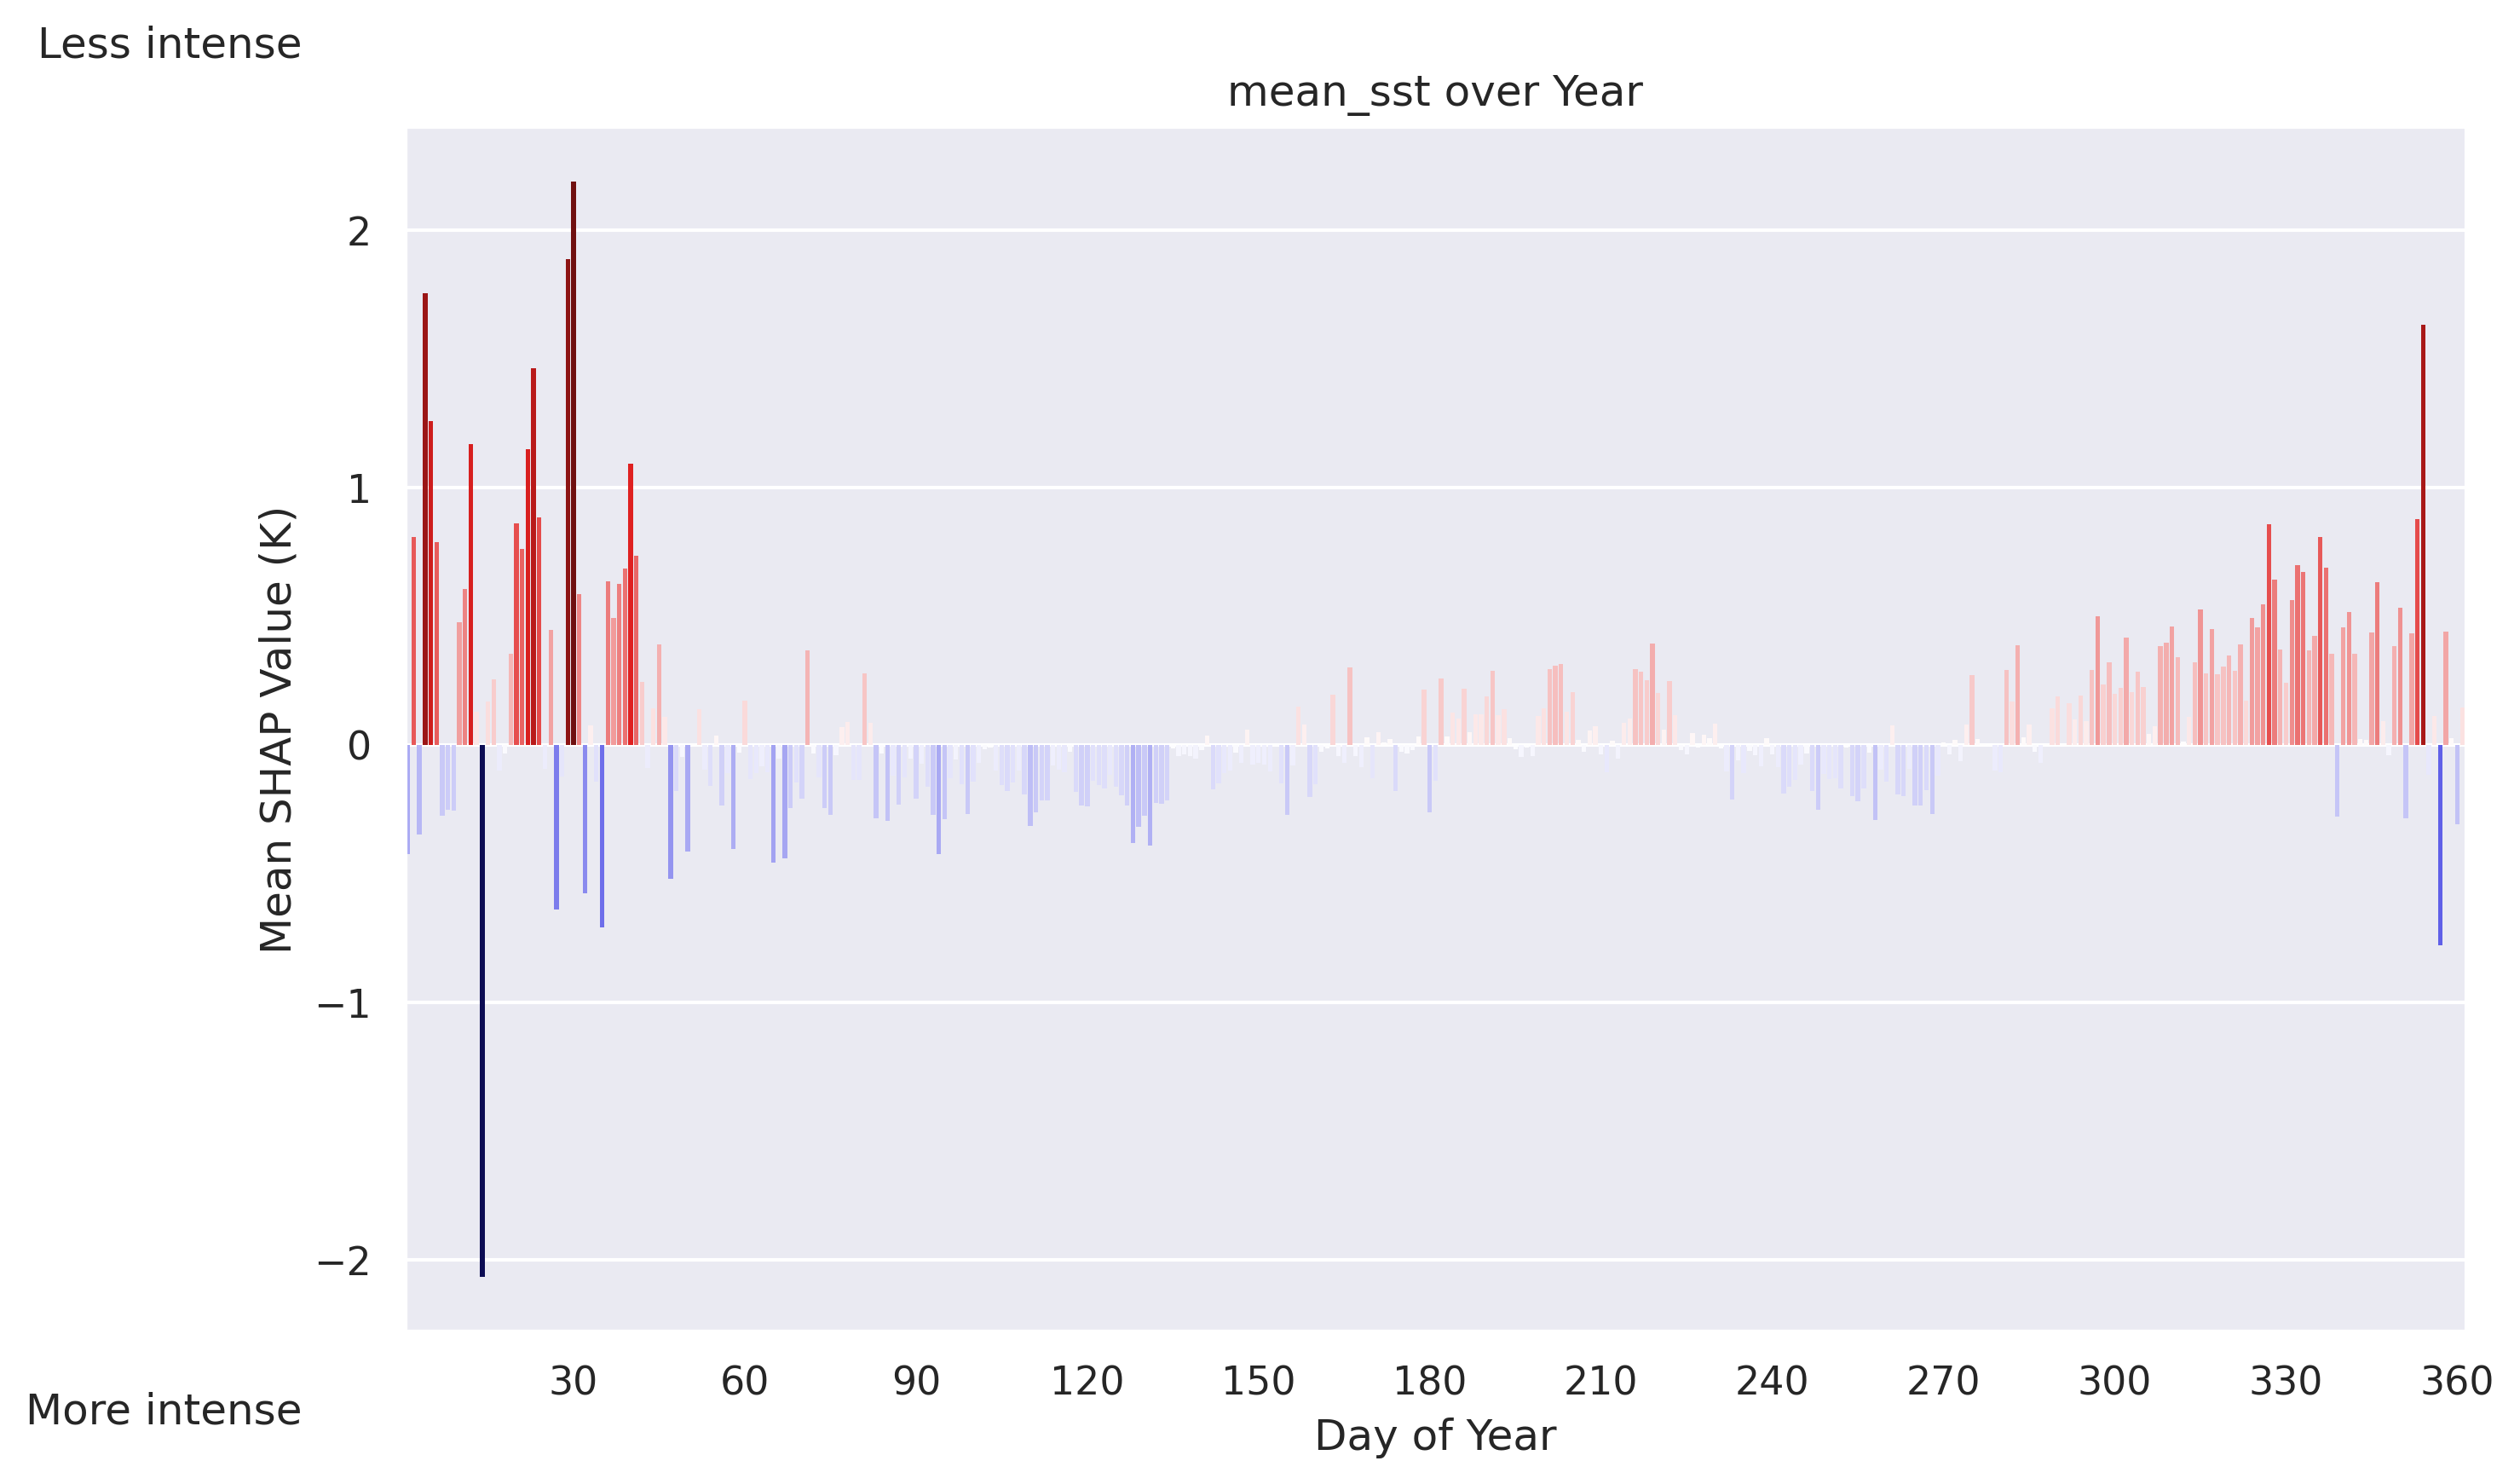 Less intense
mean_sst over Year
Mean SHAP Value (K)
2
1
0
−1
−2
30 60 90 120 150 180 210 240 270 300 330 360
Day of Year
More intense